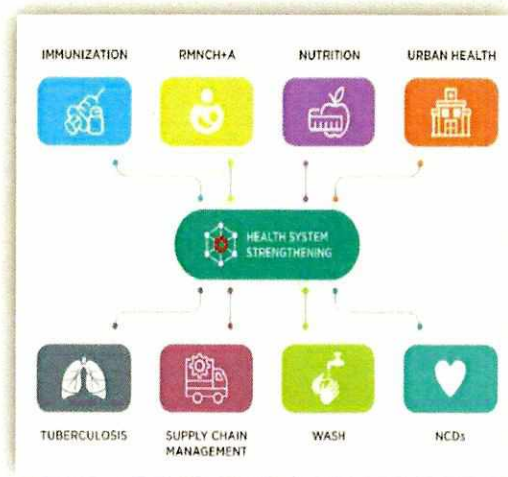 IMMUNIZATION
RMNCH+A
NUTRITION
URBAN HEALTH
HEALTH SYSTEM
STRENGTHENING
TUBERCULOSIS
SUPPLY CHAIN
MANAGEMENT
WASH
NCDs